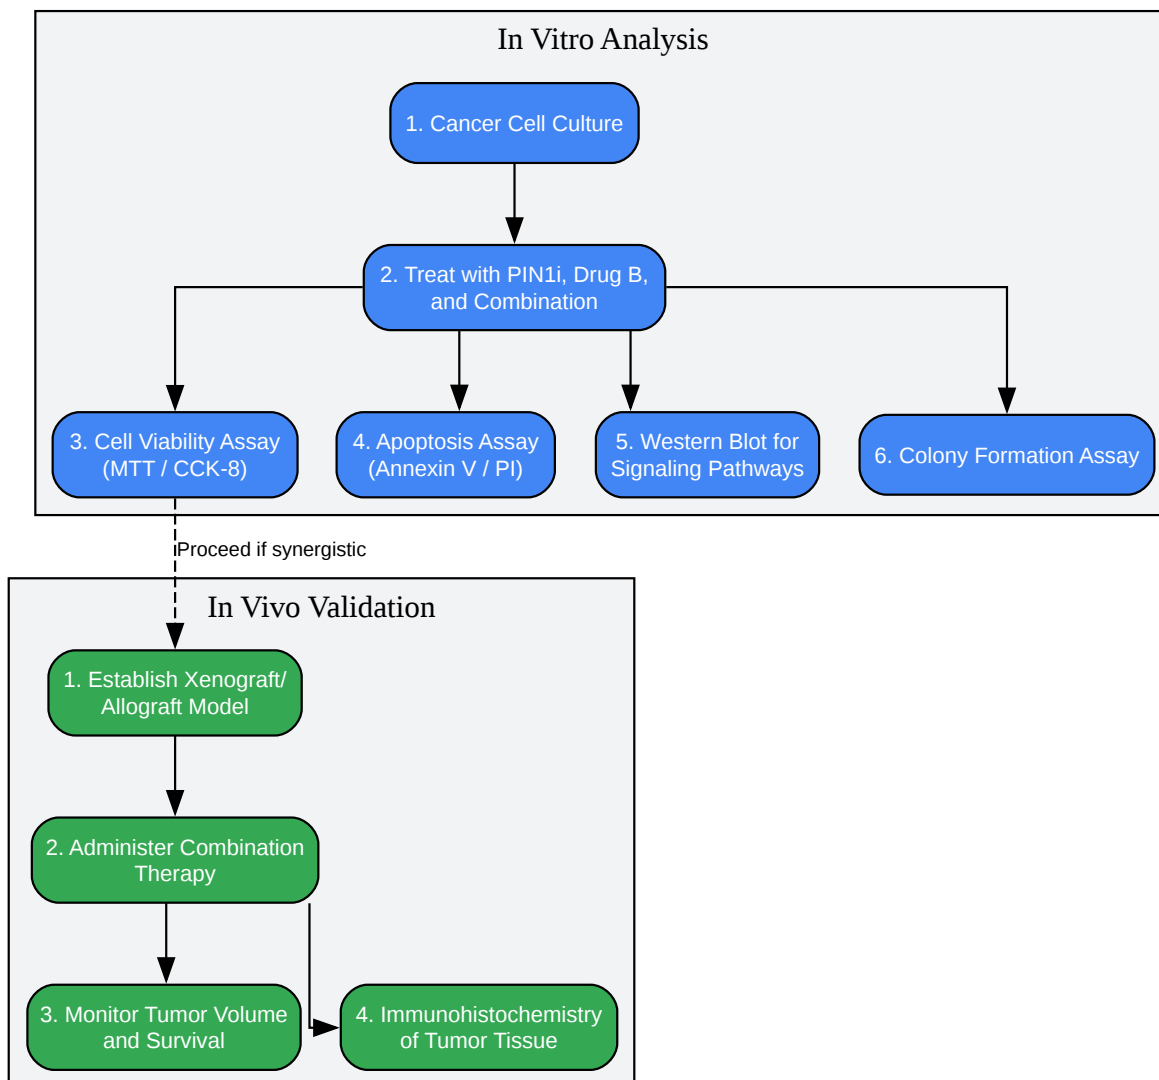 In Vitro Analysis
1. Cancer Cell Culture
2. Treat with PIN1i, Drug B,
and Combination
3. Cell Viability Assay
(MTT / CCK-8)
4. Apoptosis Assay
(Annexin V / PI)
5. Western Blot for
Signaling Pathways
6. Colony Formation Assay
Proceed if synergistic
In Vivo Validation
1. Establish Xenograft/
Allograft Model
2. Administer Combination
Therapy
3. Monitor Tumor Volume
and Survival
4. Immunohistochemistry
of Tumor Tissue